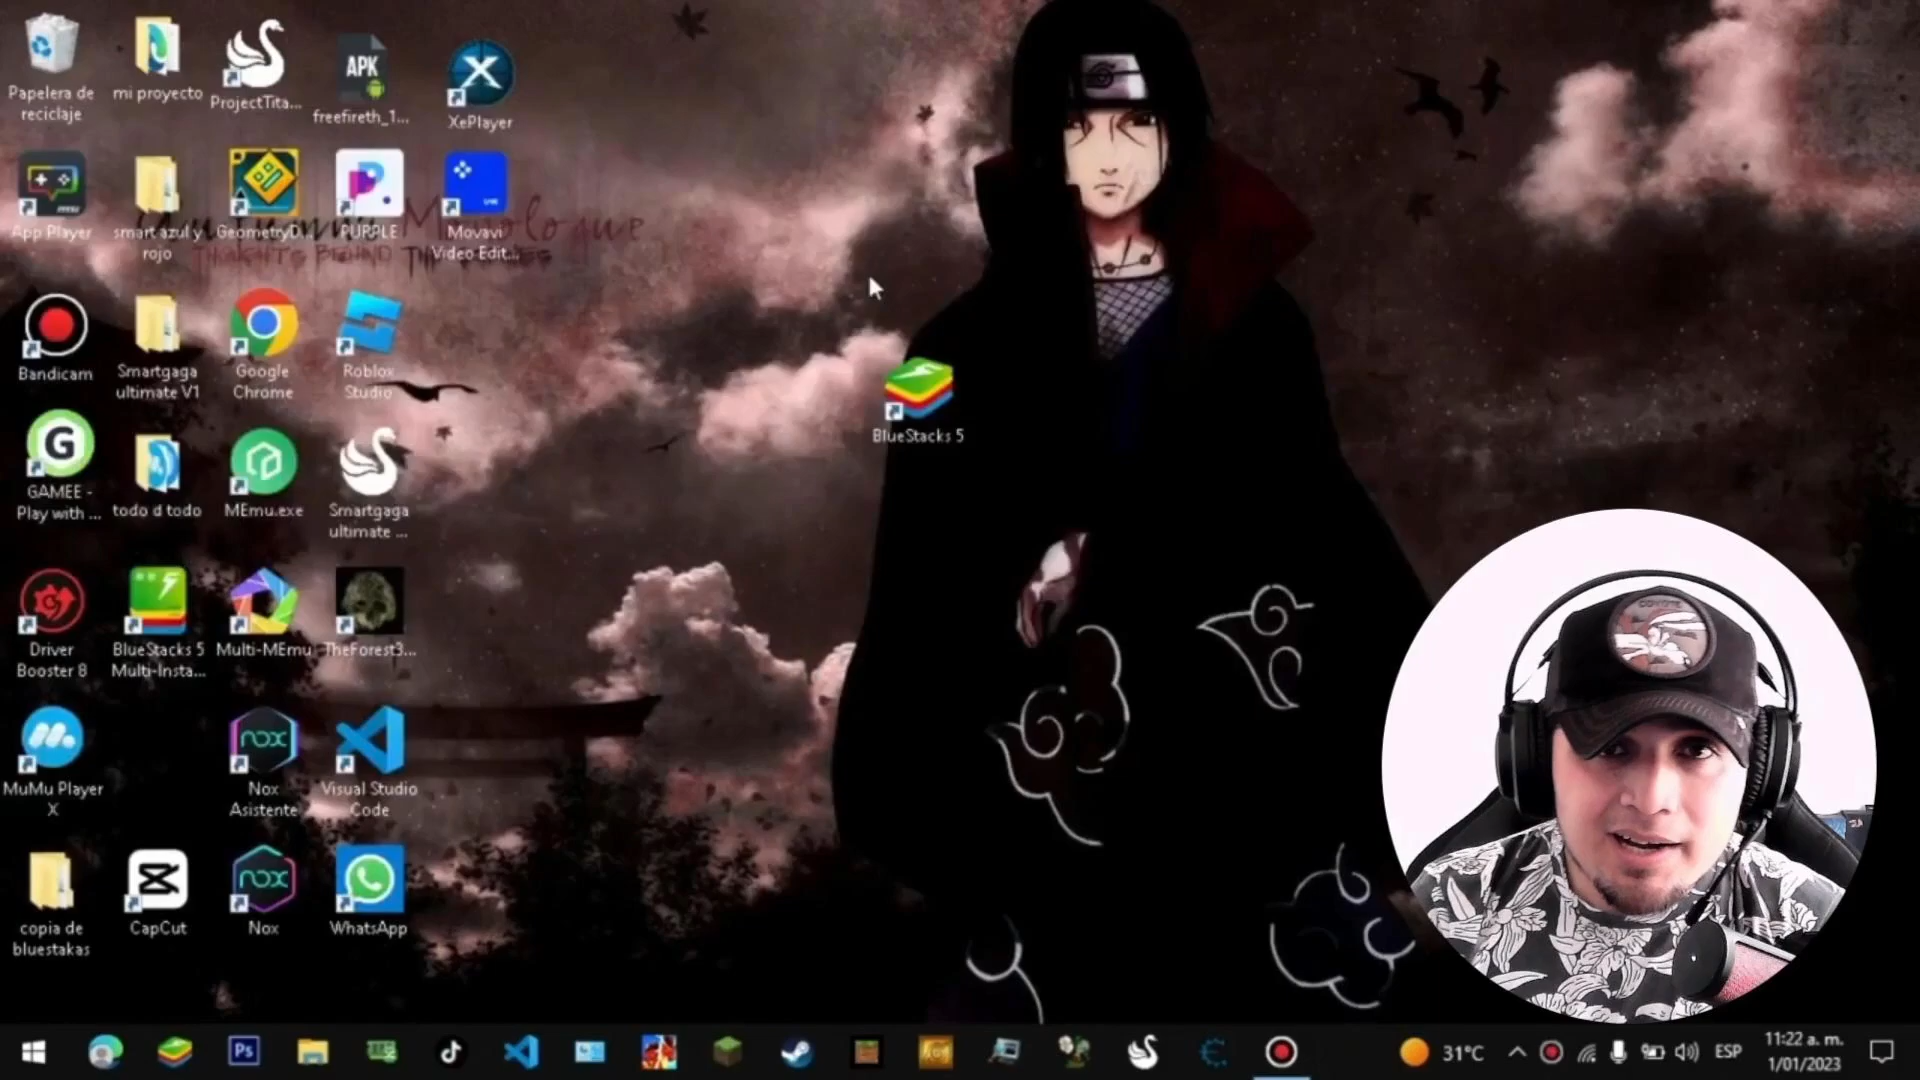 Papelera de
reciclaje
mi proyecto
ProjectTita...
APK
freefireth_1...
XePlayer
App Player
smart azul y
rojo
GeometryD...
PURPLE
Movavi
Video Edit...
Bandicam
Smartgaga
ultimate V1
Google
Chrome
Roblox
Studio
BlueStacks 5
GAMEE -
Play with ...
todo d todo
MEmu.exe
Smartgaga
ultimate ...
Driver
Booster 8
BlueStacks 5
Multi-Insta...
Multi-MEmu
TheForest3...
MuMu Player
X
nox
Nox
Asistente
Visual Studio
Code
copia de
bluestakas
CapCut
nox
Nox
WhatsApp
COYOTE
Ps
31°C
ESP
11:22 a. m.
1/01/2023